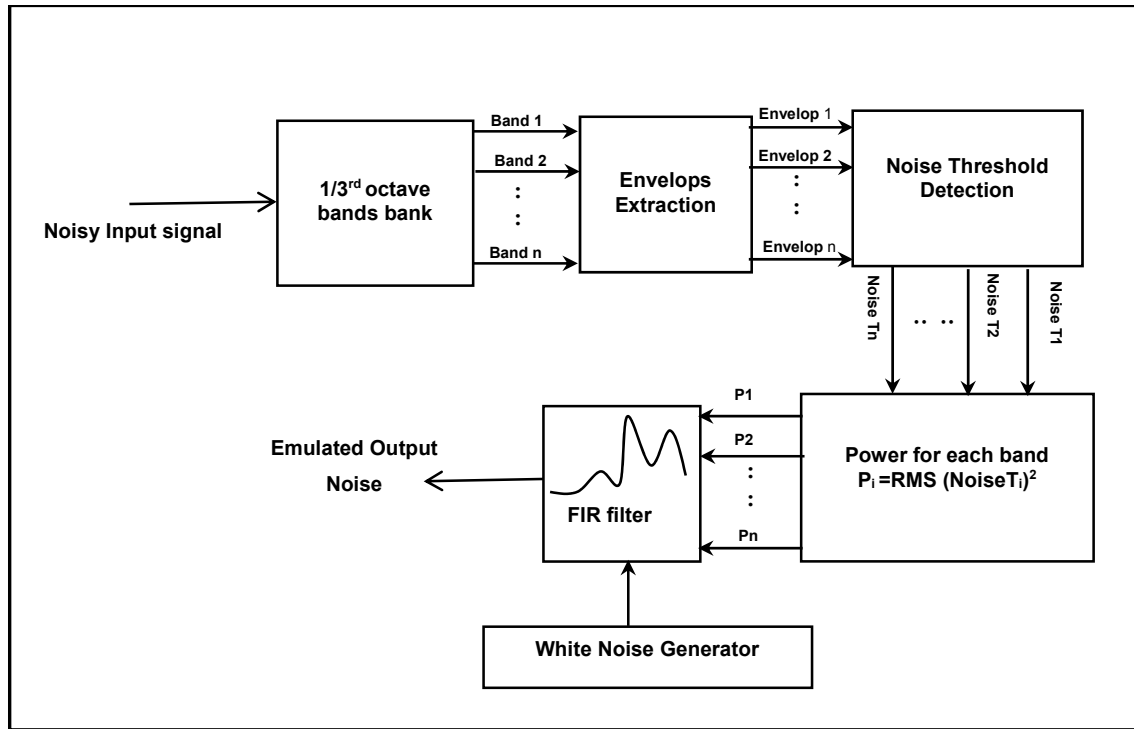 Noisy Input signal
1/3rd octave
bands bank
Band 1
Band 2
Band n
Envelops
Extraction
Envelop 1
Envelop 2
Envelop n
Noise Threshold
Detection
Noise Tn
Noise T2
Noise T1
Power for each band
Pi =RMS (NoiseTi)2
P1
P2
Pn
FIR filter
Emulated Output
Noise
White Noise Generator